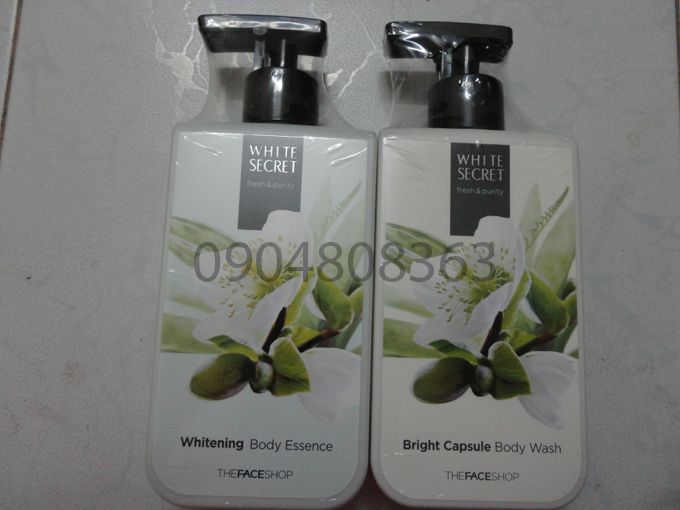 WHITE
SECRET
fresh & purity
Whitening Body Essence
THEFACESHOP
WHITE
SECRET
fresh & purity
Bright Capsule Body Wash
THEFACESHOP
0904808363